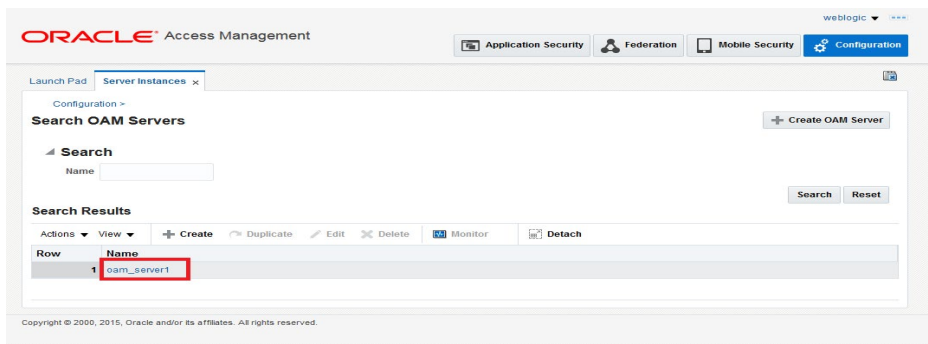 weblogic
ORACLE Access Management
Application Security Federation Mobile Security Configuration
Launch Pad Server Instances x
Configuration >
Search OAM Servers
Create OAM Server
Search
Name
Search Reset
Search Results
Actions View Create Duplicate Edit Delete Monitor Detach
Row Name
1 oam_server1
Copyright © 2000, 2015, Oracle and/or its affiliates. All rights reserved.